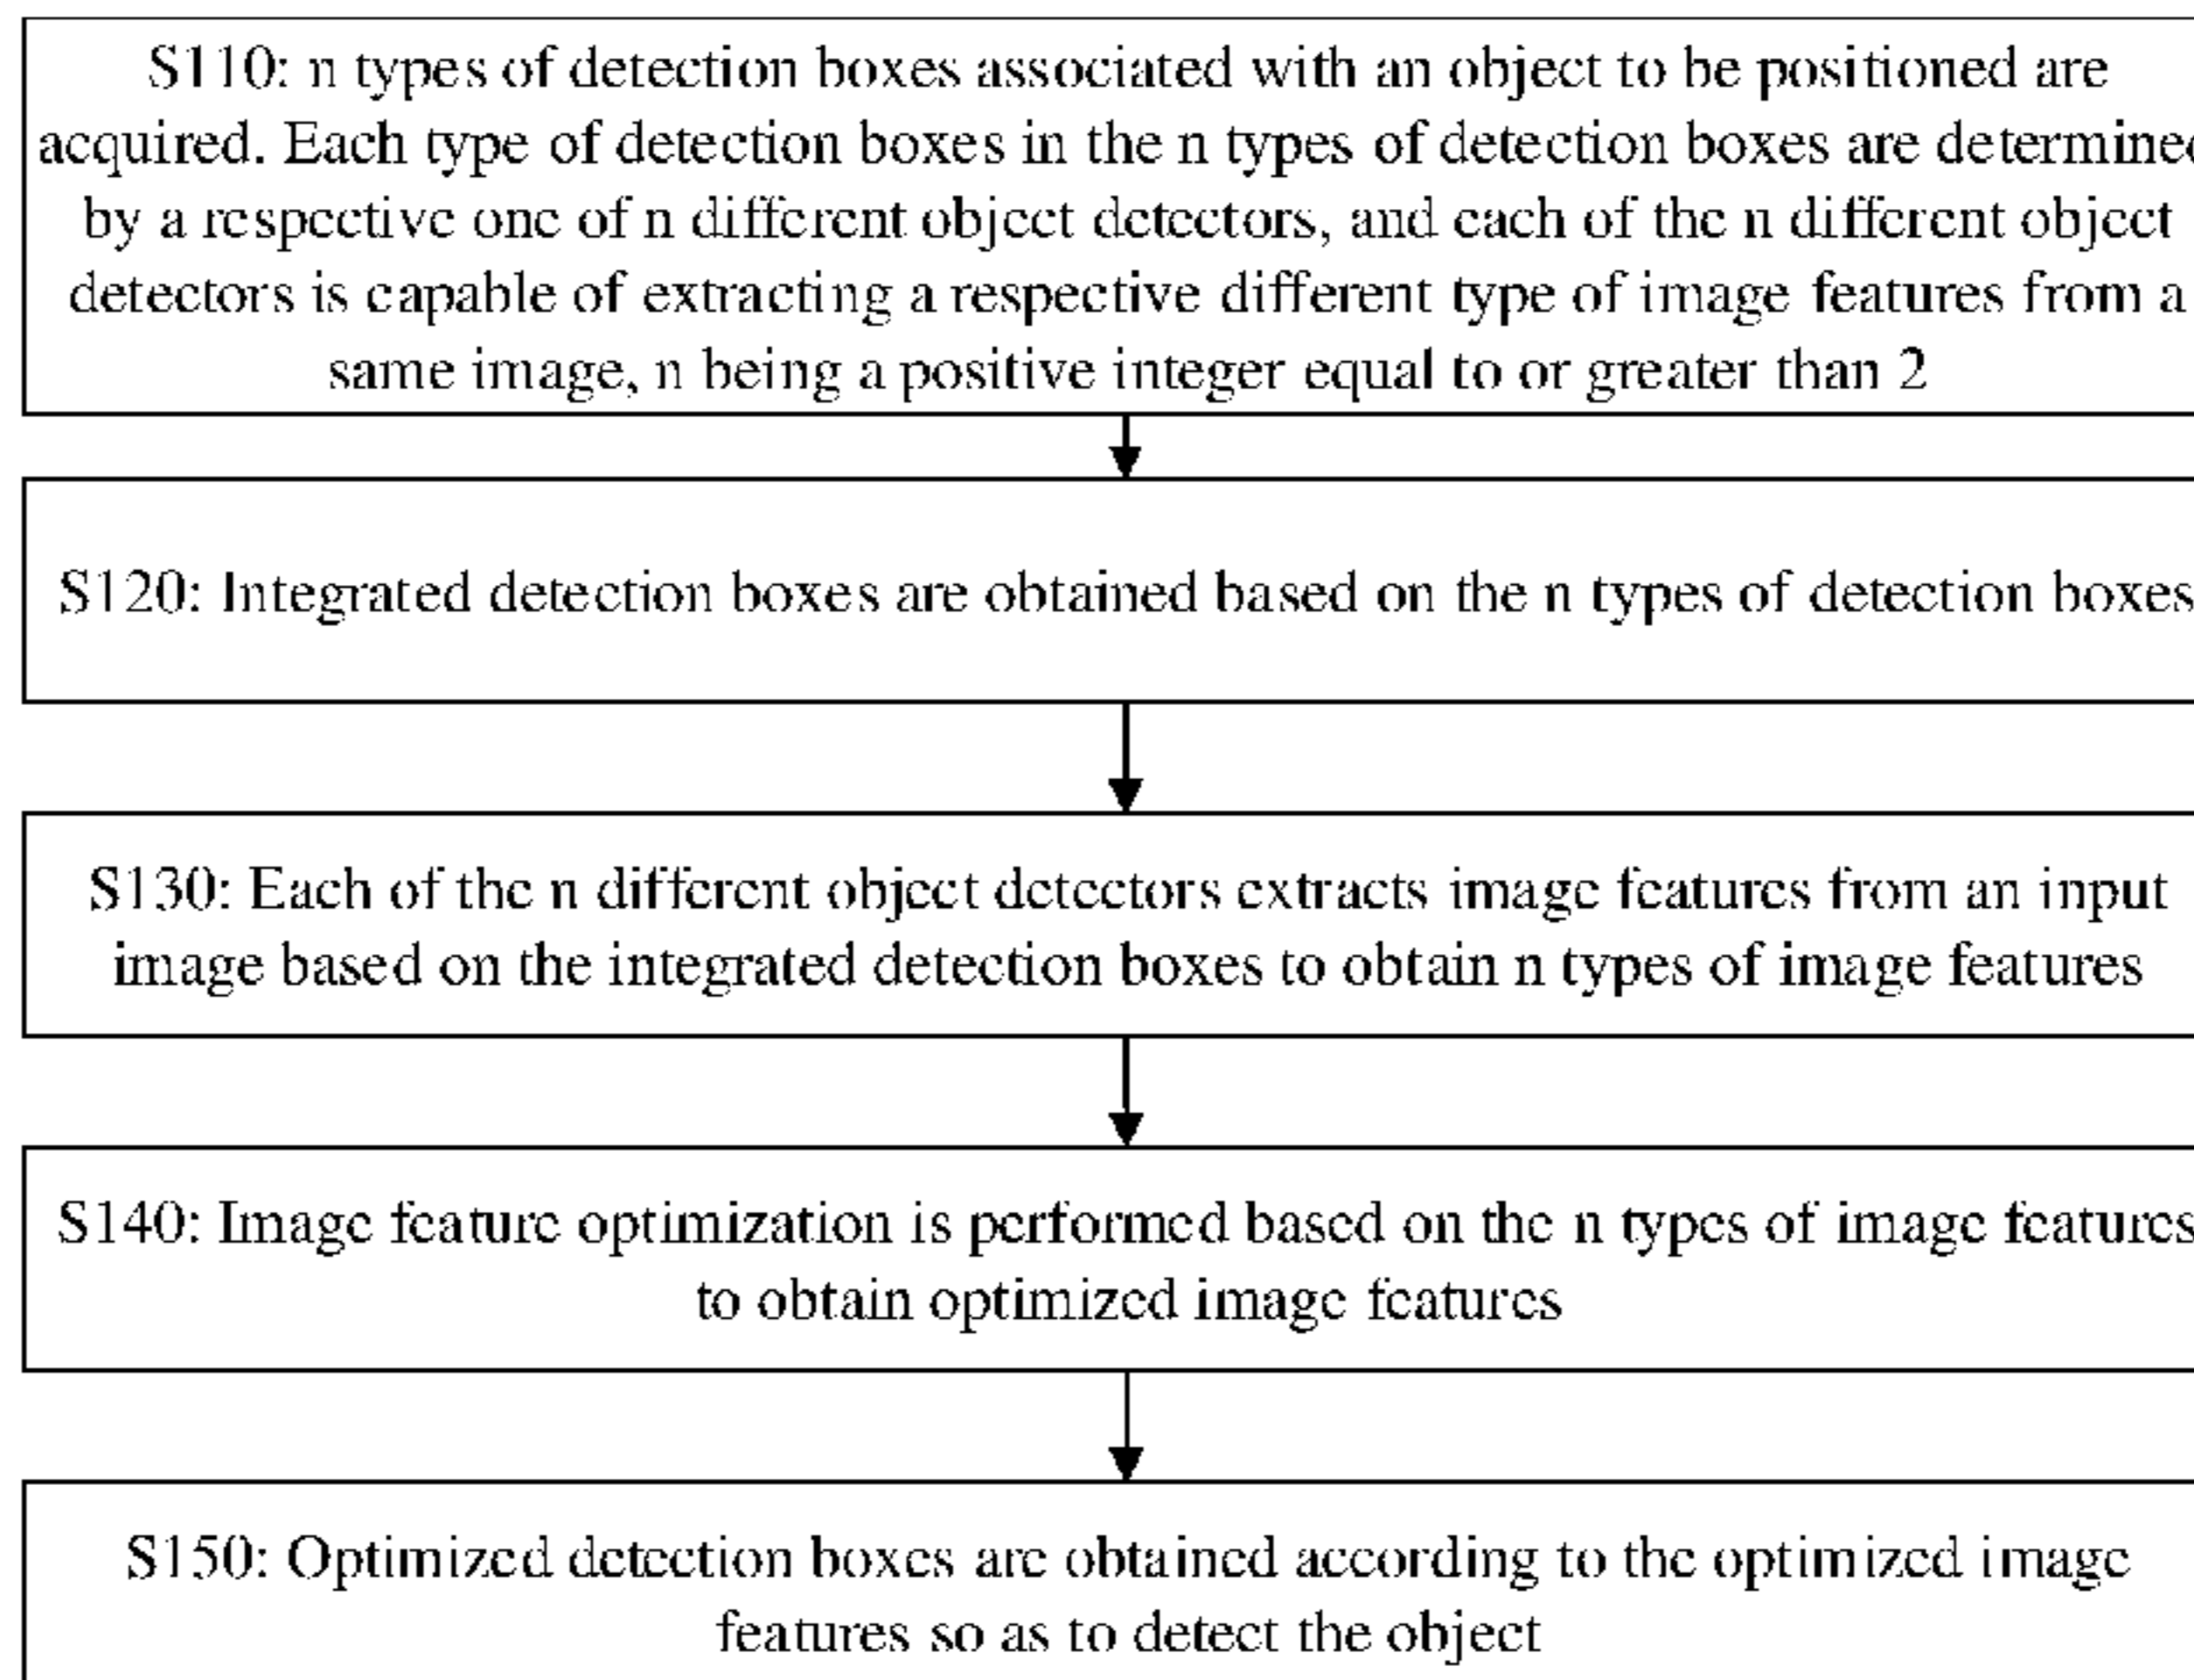 S110: n types of detection boxes associated with an object to be positioned are
acquired. Each type of detection boxes in the n types of detection boxes are determined
by a respective one of n different object detectors, and each of the n different object
detectors is capable of extracting a respective different type of image features from a
same image, n being a positive integer equal to or greater than 2
S120: Integrated detection boxes are obtained based on the n types of detection boxes
S130: Each of the n different object detectors extracts image features from an input
image based on the integrated detection boxes to obtain n types of image features
S140: Image feature optimization is performed based on the n types of image features
to obtain optimized image features
S150: Optimized detection boxes are obtained according to the optimized image
features so as to detect the object